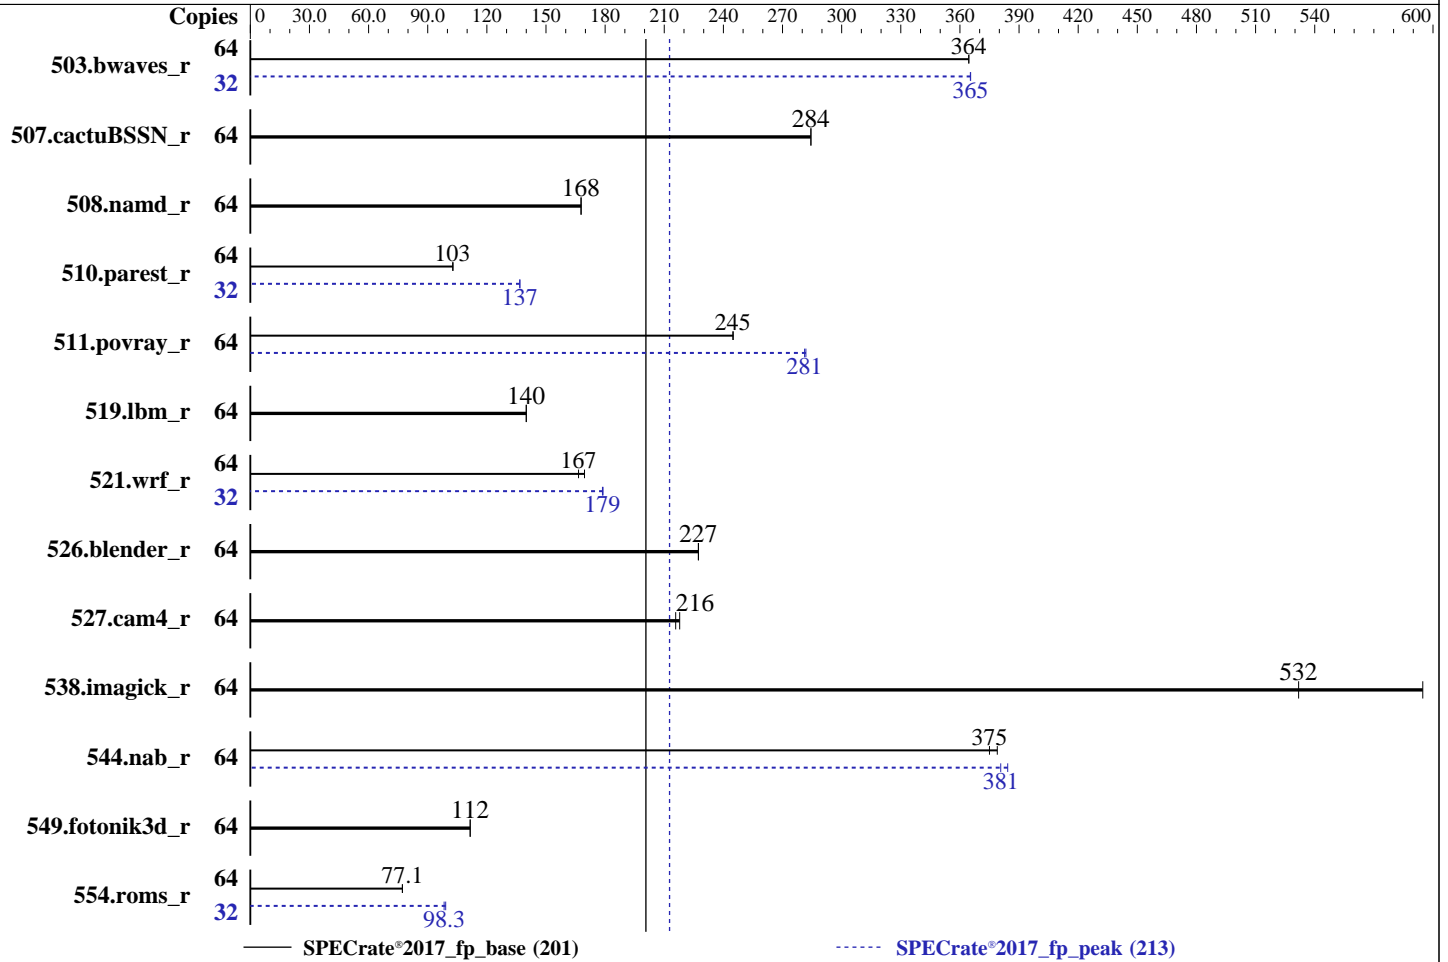 Copies 0 30.0 60.0 90.0 120 150 180 210 240 270 300 330 360 390 420 450 480 510 540 600
503.bwaves_r 64 364
32 365
507.cactuBSSN_r 64 284
508.namd_r 64 168
510.parest_r 64 103
32 137
511.povray_r 64 245
281
519.lbm_r 64 140
521.wrf_r 64 167
32 179
526.blender_r 64 227
527.cam4_r 64 216
538.imagick_r 64 532
544.nab_r 64 375
381
549.fotonik3d_r 64 112
554.roms_r 64 77.1
32 98.3
SPECrate®2017_fp_base (201) SPECrate®2017_fp_peak (213)